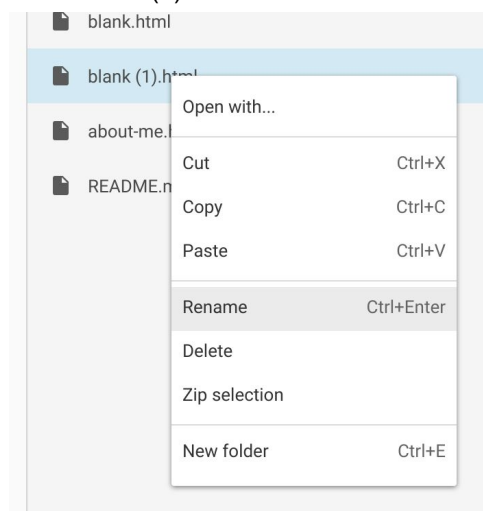 blank.html
blank (1).html
Open with...
about-me.
Cut Ctrl+X
README.m
Copy Ctrl+C
Paste Ctrl+V
Rename Ctrl+Enter
Delete
Zip selection
New folder Ctrl+E